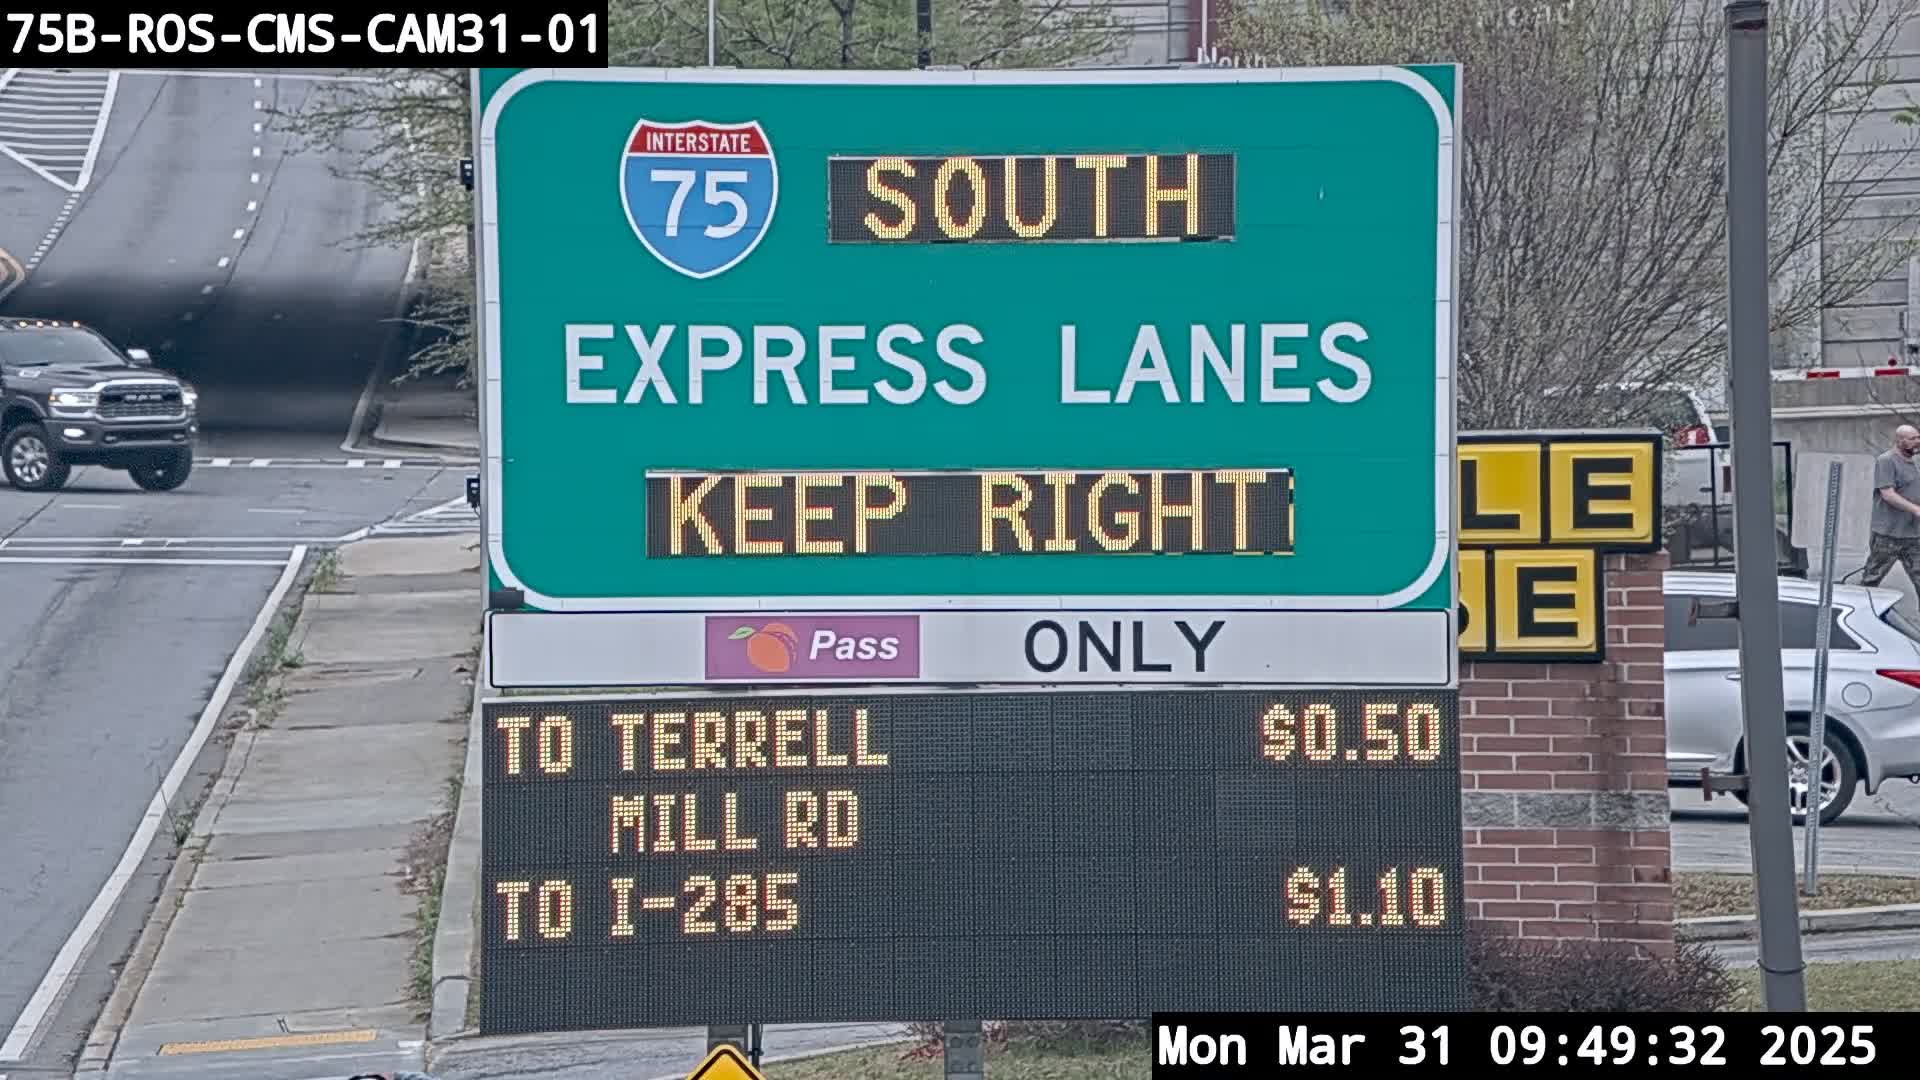 75B-ROS-CMS-CAM31-01
INTERSTATE
75
SOUTH
EXPRESS LANES
KEEP RIGHT
Pass ONLY
TO TERRELL $0.50
MILL RD
TO I-285 $1.10
LE
E
Mon Mar 31 09:49:32 2025